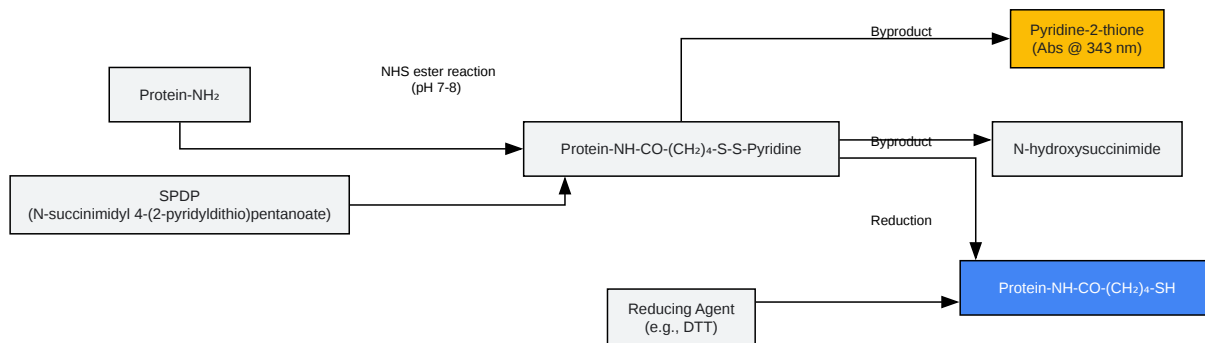 Byproduct
Pyridine-2-thione
(Abs @ 343 nm)
NHS ester reaction
(pH 7-8)
Protein-NH₂
Protein-NH-CO-(CH₂)₄-S-S-Pyridine
Byproduct
N-hydroxysuccinimide
SPDP
(N-succinimidyl 4-(2-pyridyldithio)pentanoate)
Reduction
Protein-NH-CO-(CH₂)₄-SH
Reducing Agent
(e.g., DTT)